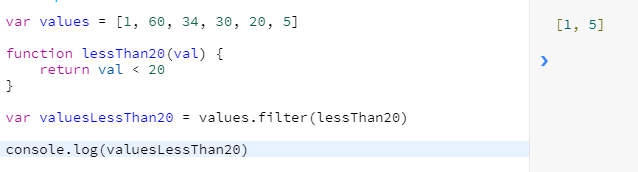 var values = [1, 60, 34, 30, 20, 5]
function lessThan20(val) {
    return val < 20
}
var valuesLessThan20 = values.filter(lessThan20)
console.log(valuesLessThan20)
[1, 5]